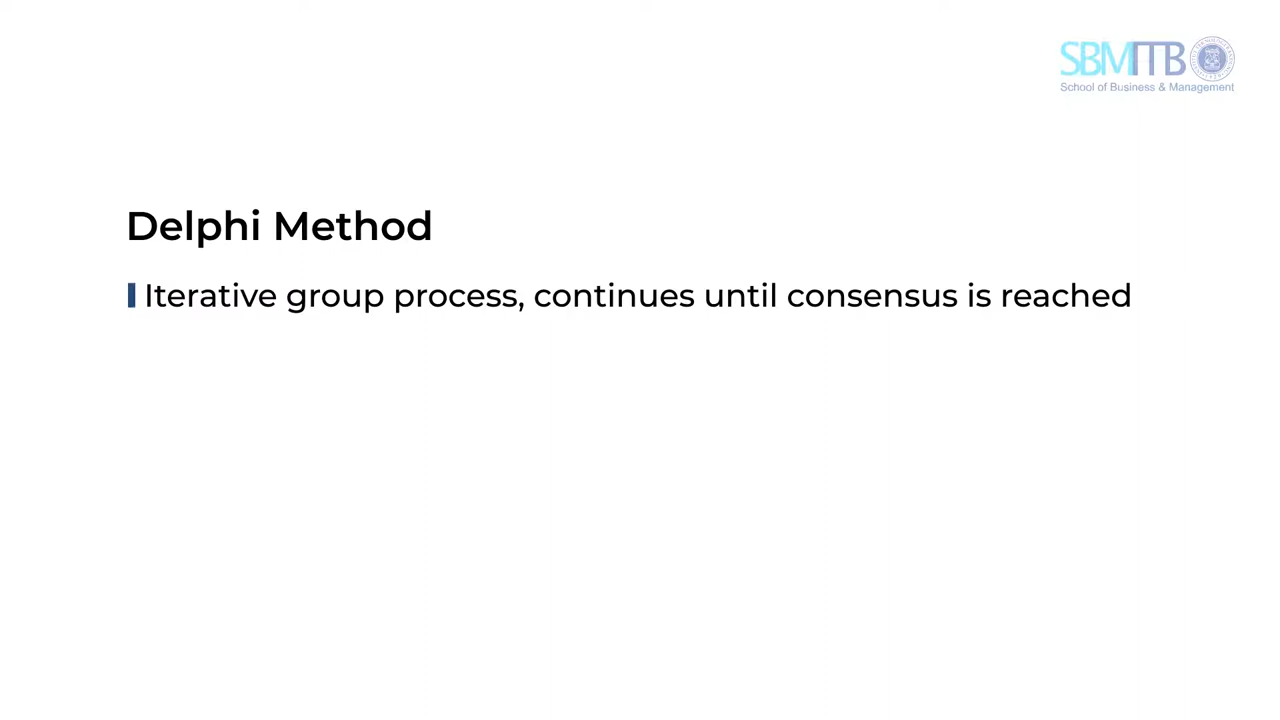 SBMITB
School of Business & Management
Delphi Method
Iterative group process, continues until consensus is reached